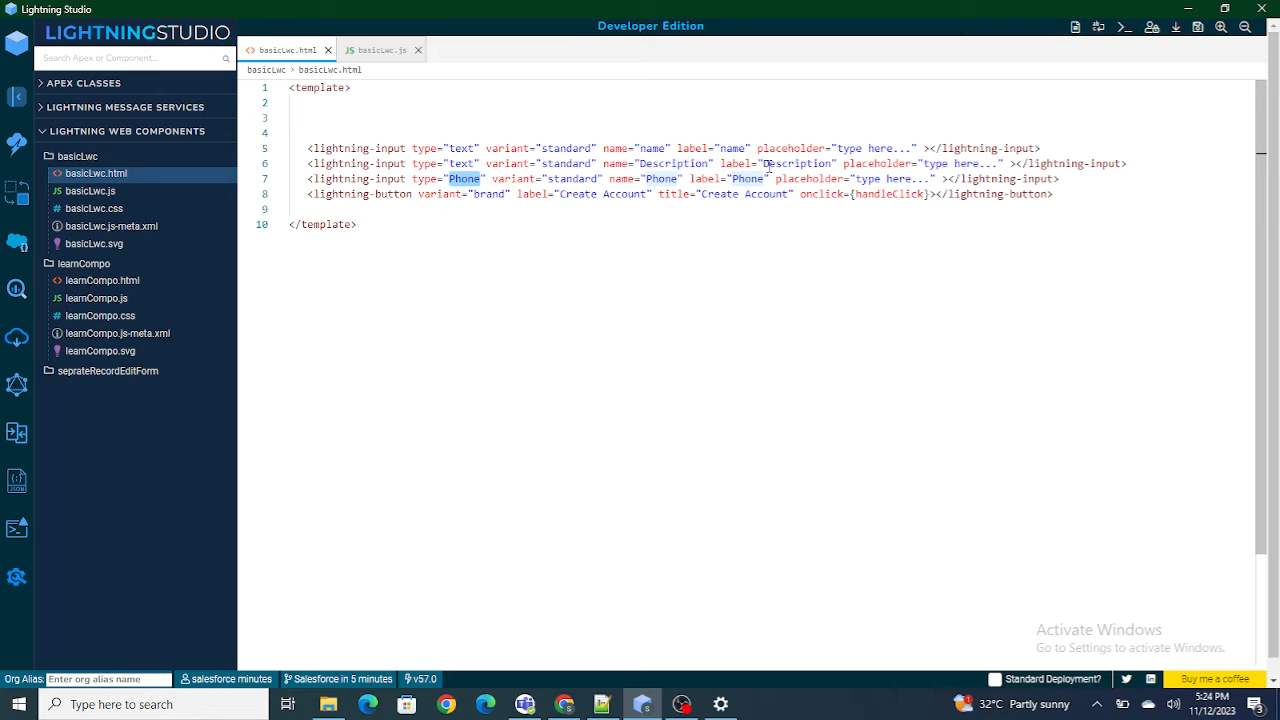 Developer Edition
LIGHTNINGSTUDIO
Search Apex or Component...
APEX CLASSES
LIGHTNING MESSAGE SERVICES
LIGHTNING WEB COMPONENTS
basicLwc
basicLwc.html
basicLwc.js
basicLwc.css
basicLwc.js-meta.xml
basicLwc.svg
learnCompo
learnCompo.html
learnCompo.js
learnCompo.css
learnCompo.js-meta.xml
learnCompo.svg
seprateRecordEditForm
JSON
<> basicLwc.html
JS basicLwc.js
basicLwc > basicLwc.html
1 <template>
2
3
4
5 <lightning-input type="text" variant="standard" name="name" label="name" placeholder="type here..." ></lightning-input>
6 <lightning-input type="text" variant="standard" name="Description" label="Description" placeholder="type here..." ></lightning-input>
7 <lightning-input type="Phone" variant="standard" name="Phone" label="Phone" placeholder="type here..." ></lightning-input>
8 <lightning-button variant="brand" label="Create Account" title="Create Account" onclick={handleClick}></lightning-button>
9
10 </template>
Activate Windows
Go to Settings to activate Windows.
Org Alias: Enter org alias name salesforce minutes Salesforce in 5 minutes v57.0 Standard Deployment? Buy me a coffee
Type here to search
1 32°C Partly sunny
5:24 PM
11/12/2023
3